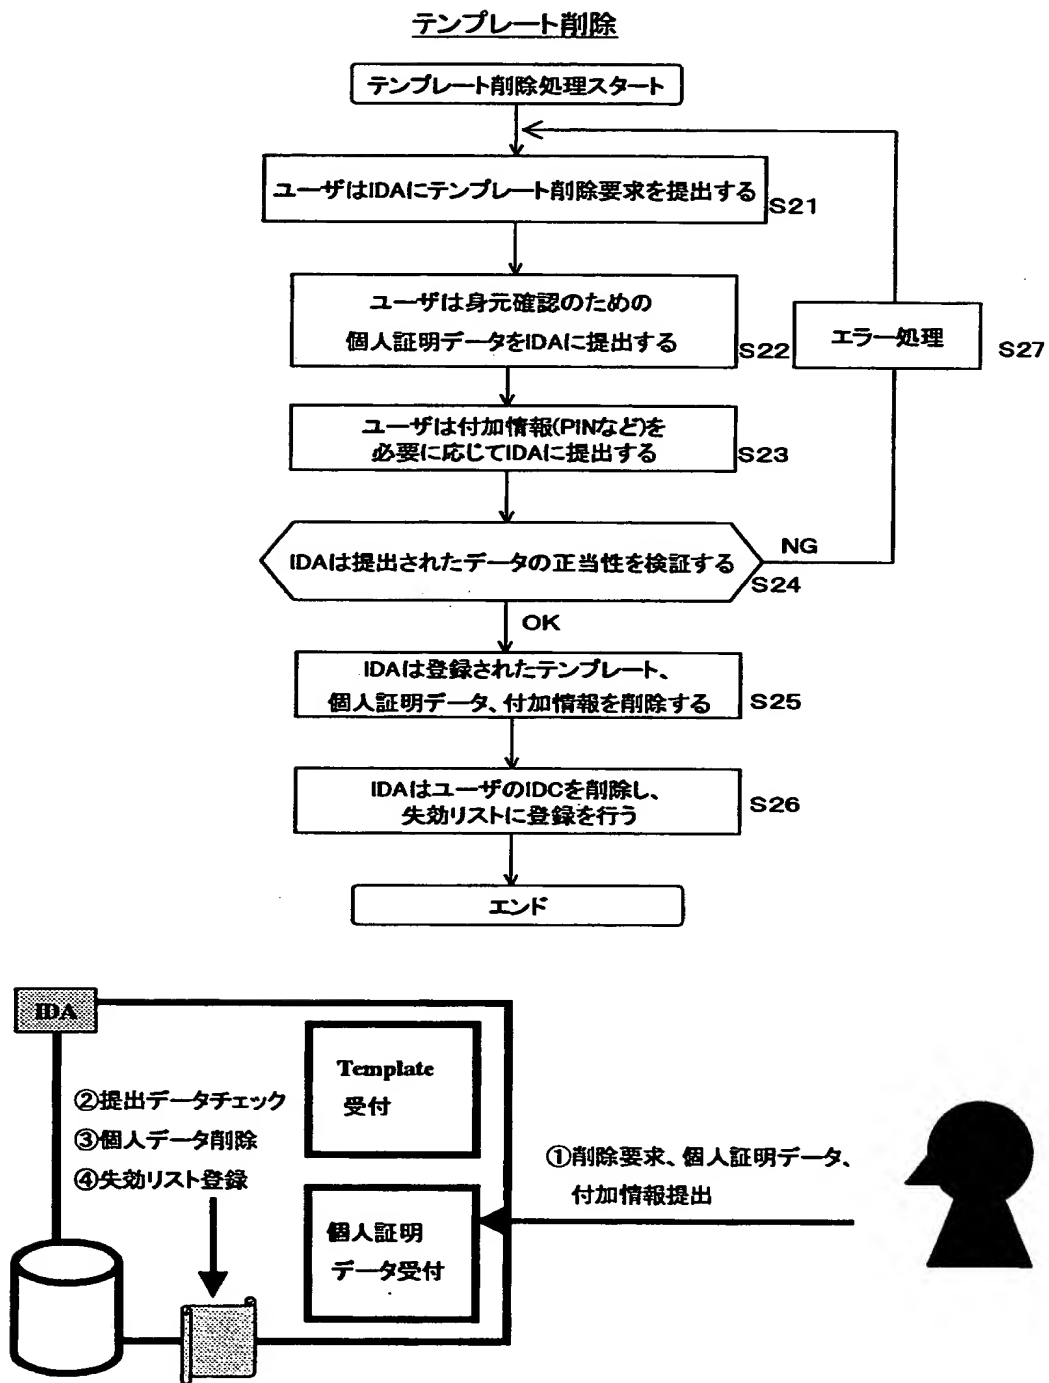 テンプレート削除
テンプレート削除処理スタート
ユーザはIDAにテンプレート削除要求を提出する
S21
ユーザは身元確認のための
個人証明データをIDAに提出する
S22
エラー処理
S27
ユーザは付加情報(PINなど)を
必要に応じてIDAに提出する
S23
IDAは提出されたデータの正当性を検証する
NG
S24
OK
IDAは登録されたテンプレート、
個人証明データ、付加情報を削除する
S25
IDAはユーザのIDCを削除し、
失効リストに登録を行う
S26
エンド
IDA
Template
受付
②提出データチェック
③個人データ削除
④失効リスト登録
①削除要求、個人証明データ、
付加情報提出
個人証明
データ受付